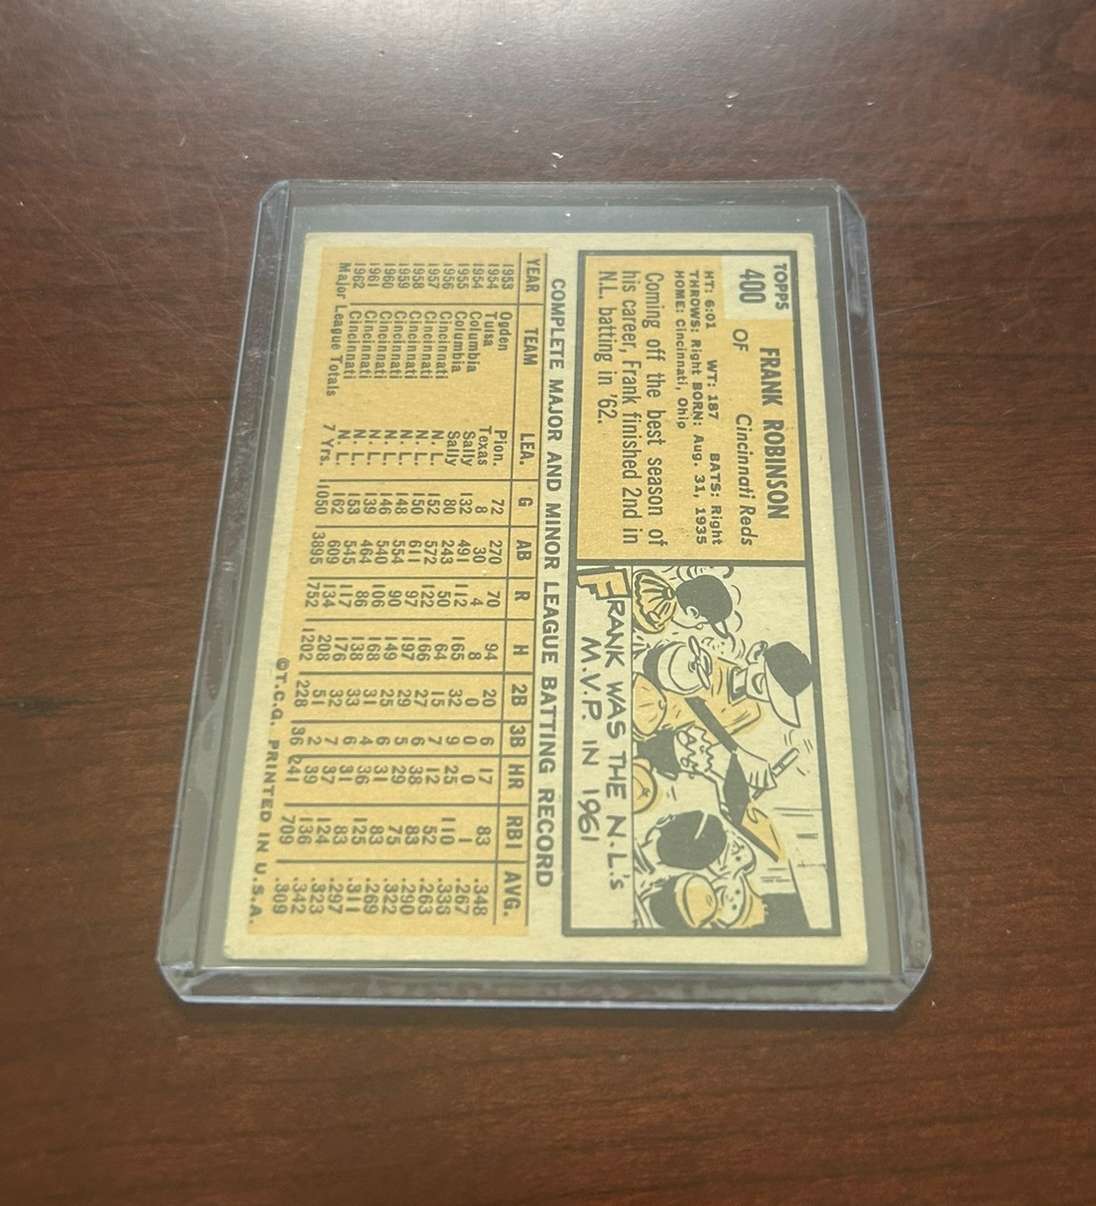 TOPPS
400
FRANK ROBINSON
OF Cincinnati Reds
HT: 6:01 WT: 187 BATS: Right
THROWS: Right BORN: Aug. 31, 1935
HOME: Cincinnati, Ohio
Coming off the best season of
his career, Frank finished 2nd in
N.L. batting in '62.
FRANK WAS THE N.L.'s
M.V.P. IN 1961
COMPLETE MAJOR AND MINOR LEAGUE BATTING RECORD
YEAR TEAM LEA. G AB R H 2B 3B HR RBI AVG.
1953 Ogden Pion. 72 270 70 94 20 6 17 83 .348
1954 Tulsa Texas 8 30 4 8 0 0 0 1 .267
1954 Columbia Sally 132 491 112 165 32 9 25 110 .336
1955 Columbia Sally 80 243 50 64 15 7 12 52 .263
1956 Cincinnati N. L. 152 572 122 166 27 6 38 83 .290
1957 Cincinnati N. L. 150 611 97 197 29 5 29 75 .322
1958 Cincinnati N. L. 148 554 90 149 25 6 31 83 .269
1959 Cincinnati N. L. 146 540 106 168 31 4 36 125 .311
1960 Cincinnati N. L. 139 464 86 138 33 6 31 83 .297
1961 Cincinnati N. L. 153 545 117 176 32 7 37 124 .323
1962 Cincinnati N. L. 162 609 134 208 51 2 39 136 .342
Major League Totals 7 Yrs. 1050 3895 752 1202 228 36 241 709 .309
©T.C.G. PRINTED IN U.S.A.